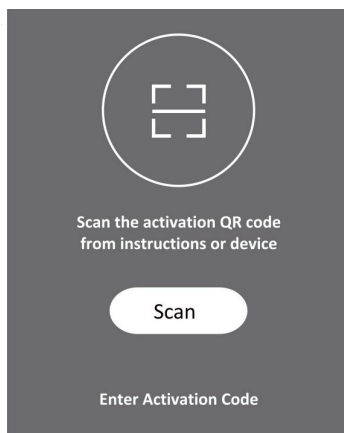 Scan the activation QR code
from instructions or device
Scan
Enter Activation Code